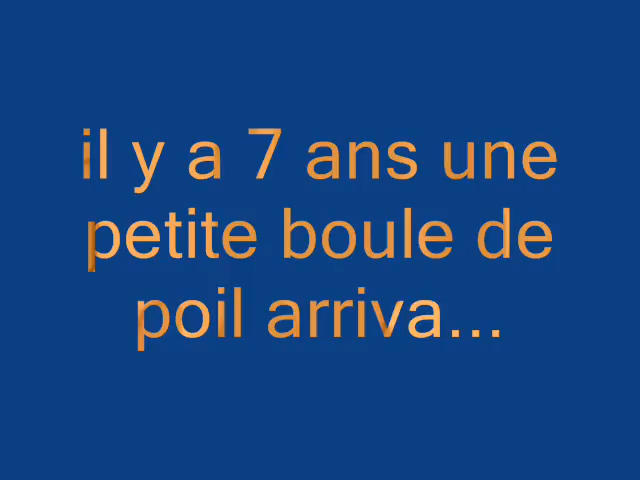 il y a 7 ans une
petite boule de
poil arriva...